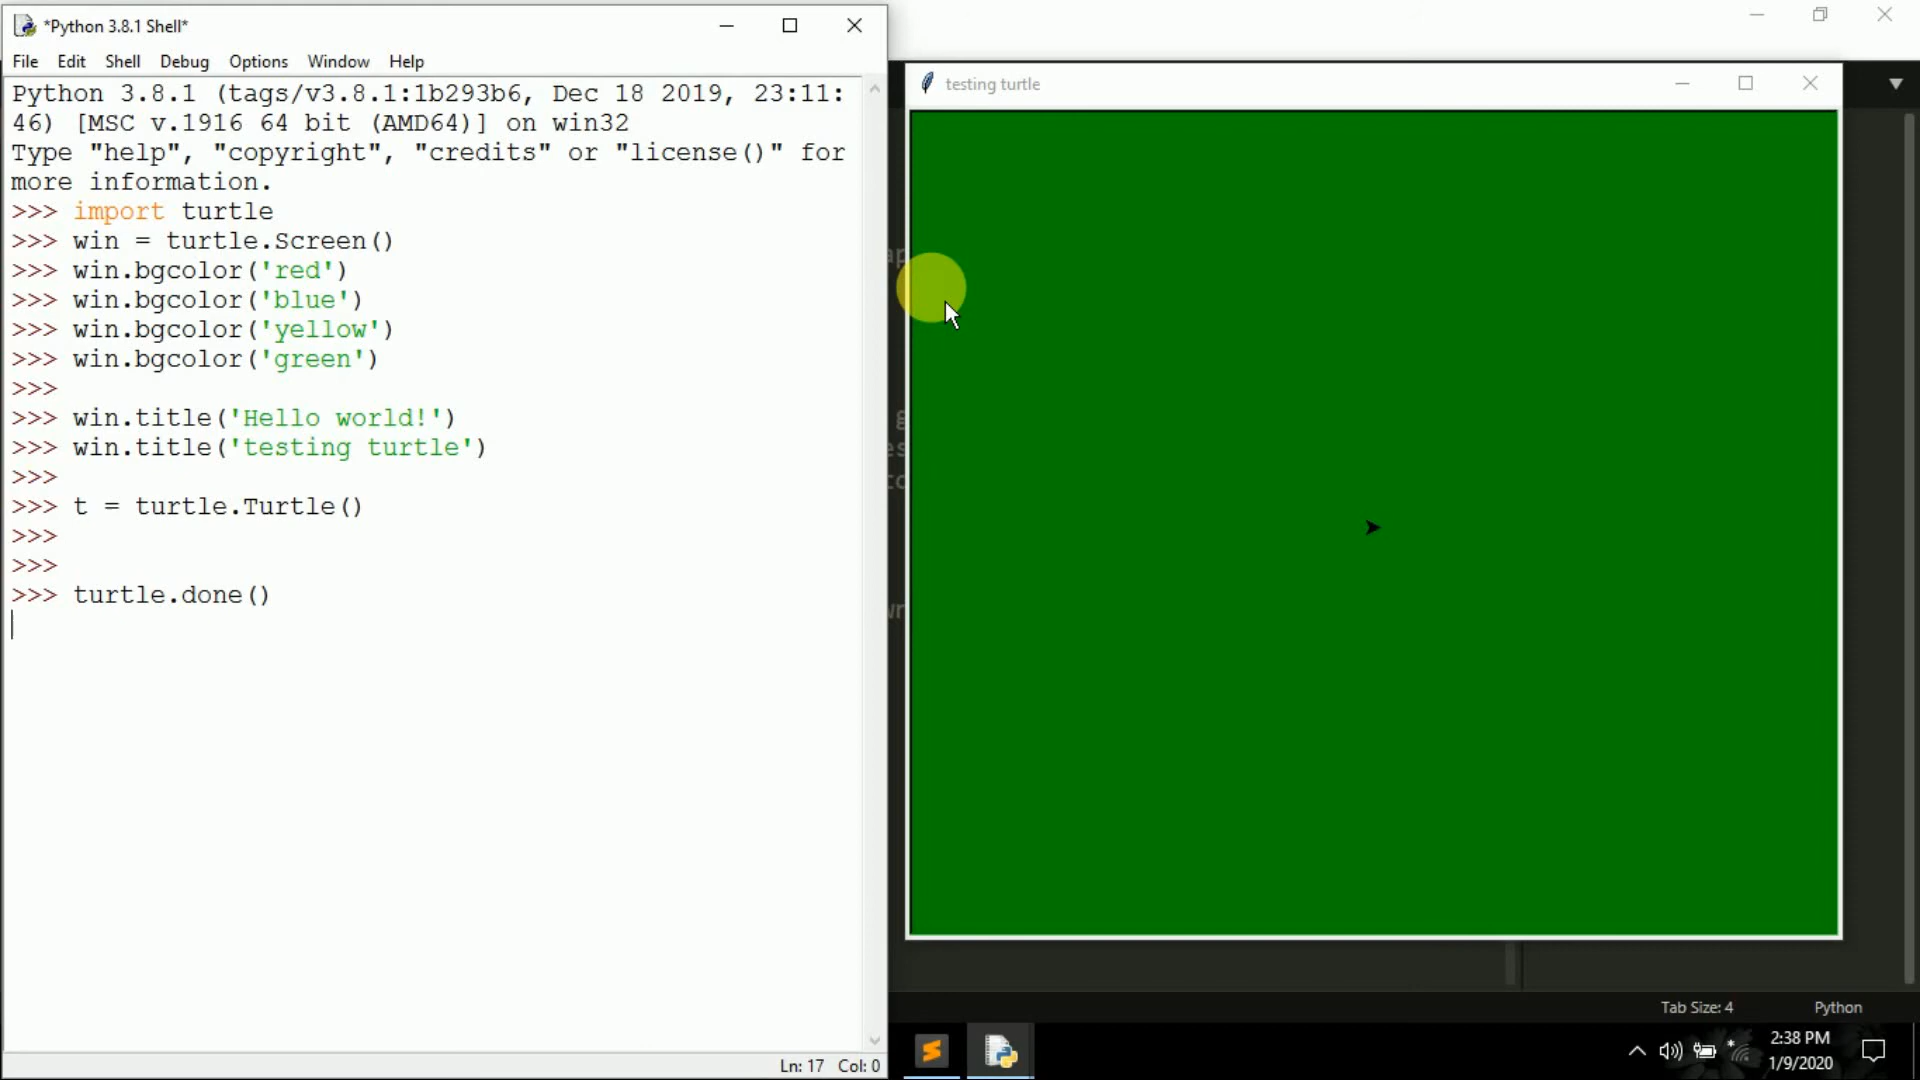 *Python 3.8.1 Shell*
File Edit Shell Debug Options Window Help
Python 3.8.1 (tags/v3.8.1:1b293b6, Dec 18 2019, 23:11:
46) [MSC v.1916 64 bit (AMD64)] on win32
Type "help", "copyright", "credits" or "license()" for
more information.
>>> import turtle
>>> win = turtle.Screen()
>>> win.bgcolor('red')
>>> win.bgcolor('blue')
>>> win.bgcolor('yellow')
>>> win.bgcolor('green')
>>>
>>> win.title('Hello world!')
>>> win.title('testing turtle')
>>>
>>> t = turtle.Turtle()
>>>
>>>
>>> turtle.done()
Ln: 17 Col: 0
testing turtle
Tab Size: 4 Python
2:38 PM
1/9/2020